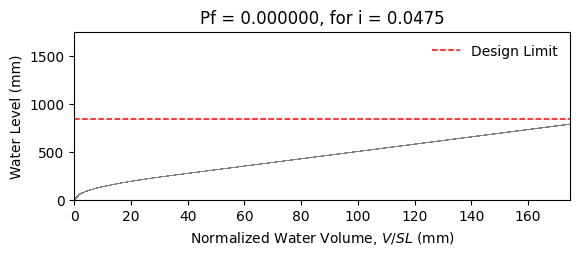 Pf = 0.000000, for i = 0.0475
Water Level (mm)
1500
1000
500
0
Design Limit
0 20 40 60 80 100 120 140 160
Normalized Water Volume, V/SL (mm)